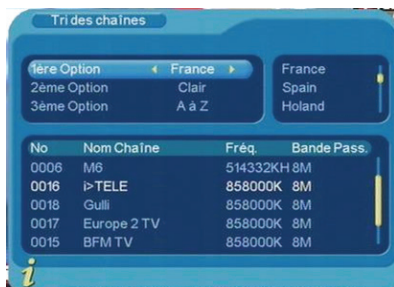 Tri des chaînes
1ère Option France
2ème Option Clair
3ème Option A à Z
France
Spain
Holand
No Nom Chaîne Fréq. Bande Pass.
0006 M6 514332KH 8M
0016 i>TELE 858000K 8M
0018 Gulli 858000K 8M
0017 Europe 2 TV 858000K 8M
0015 BFM TV 858000K 8M
i